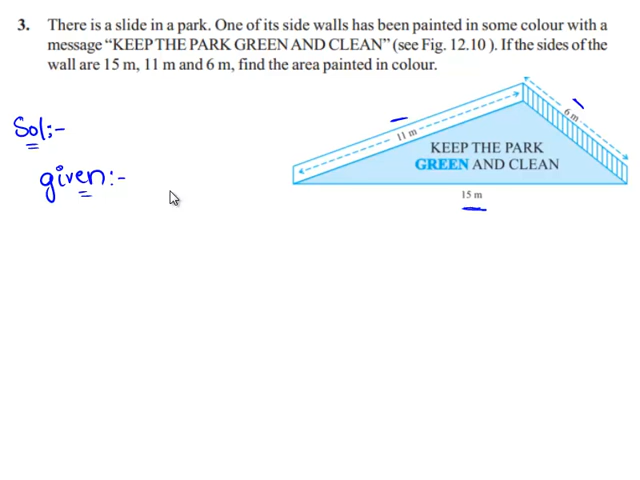 3. There is a slide in a park. One of its side walls has been painted in some colour with a
message “KEEP THE PARK GREEN AND CLEAN” (see Fig. 12.10 ). If the sides of the
wall are 15 m, 11 m and 6 m, find the area painted in colour.
Sol:-
given:-
11 m
6 m
KEEP THE PARK
GREEN AND CLEAN
15 m